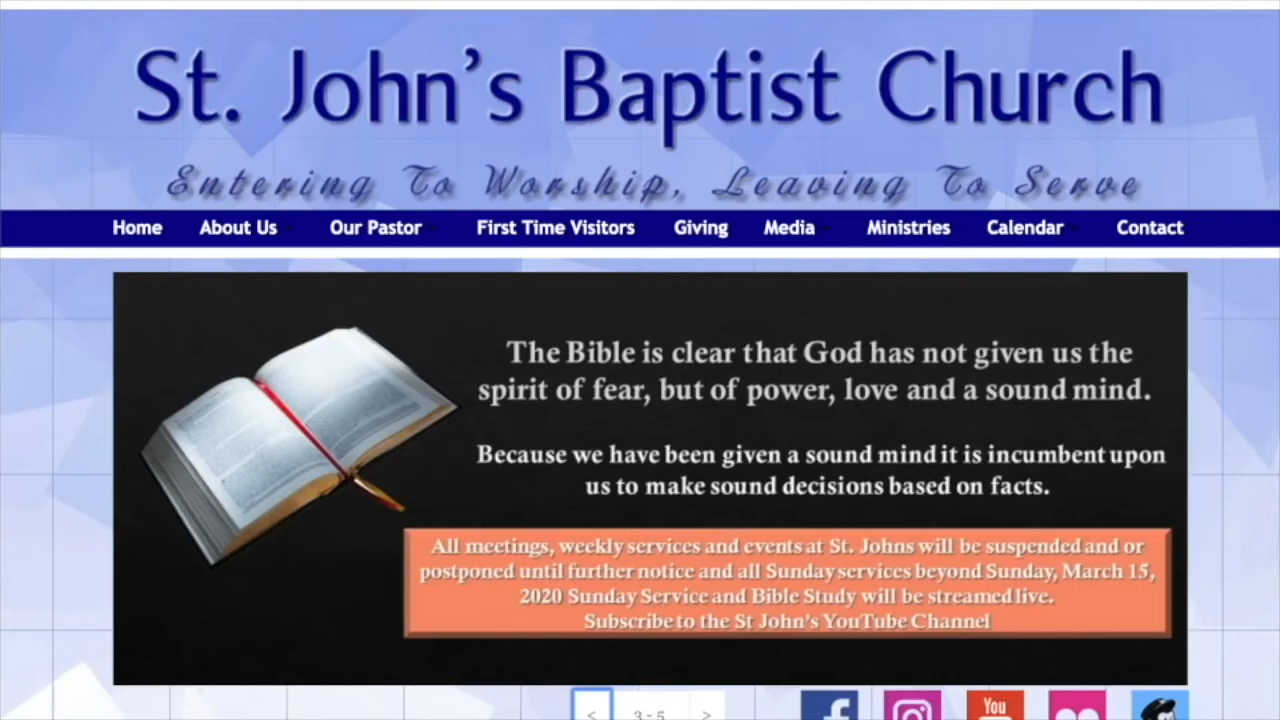 St. John's Baptist Church
Entering To Worship, Leaving To Serve
Home About Us Our Pastor First Time Visitors Giving Media Ministries Calendar Contact
The Bible is clear that God has not given us the
spirit of fear, but of power, love and a sound mind.
Because we have been given a sound mind it is incumbent upon
us to make sound decisions based on facts.
All meetings, weekly services and events at St. Johns will be suspended and or
postponed until further notice and all Sunday services beyond Sunday, March 15,
2020 Sunday Service and Bible Study will be streamed live.
Subscribe to the St John's YouTube Channel
< 3-5 >
You